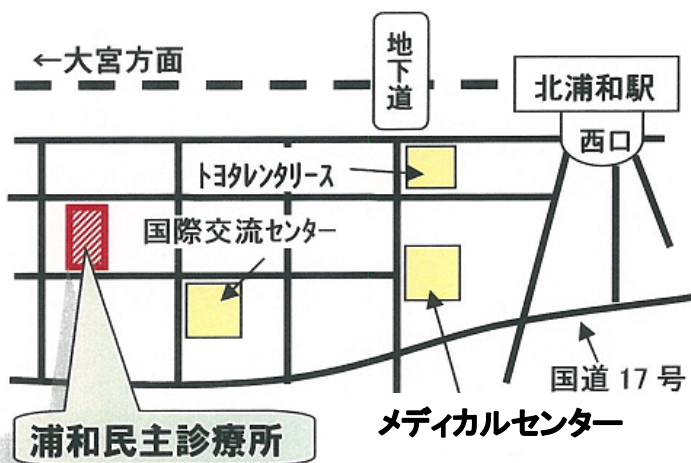 ←大宮方面
地下道
北浦和駅
西口
トヨタレンタリース
国際交流センター
国道17号
メディカルセンター
浦和民主診療所